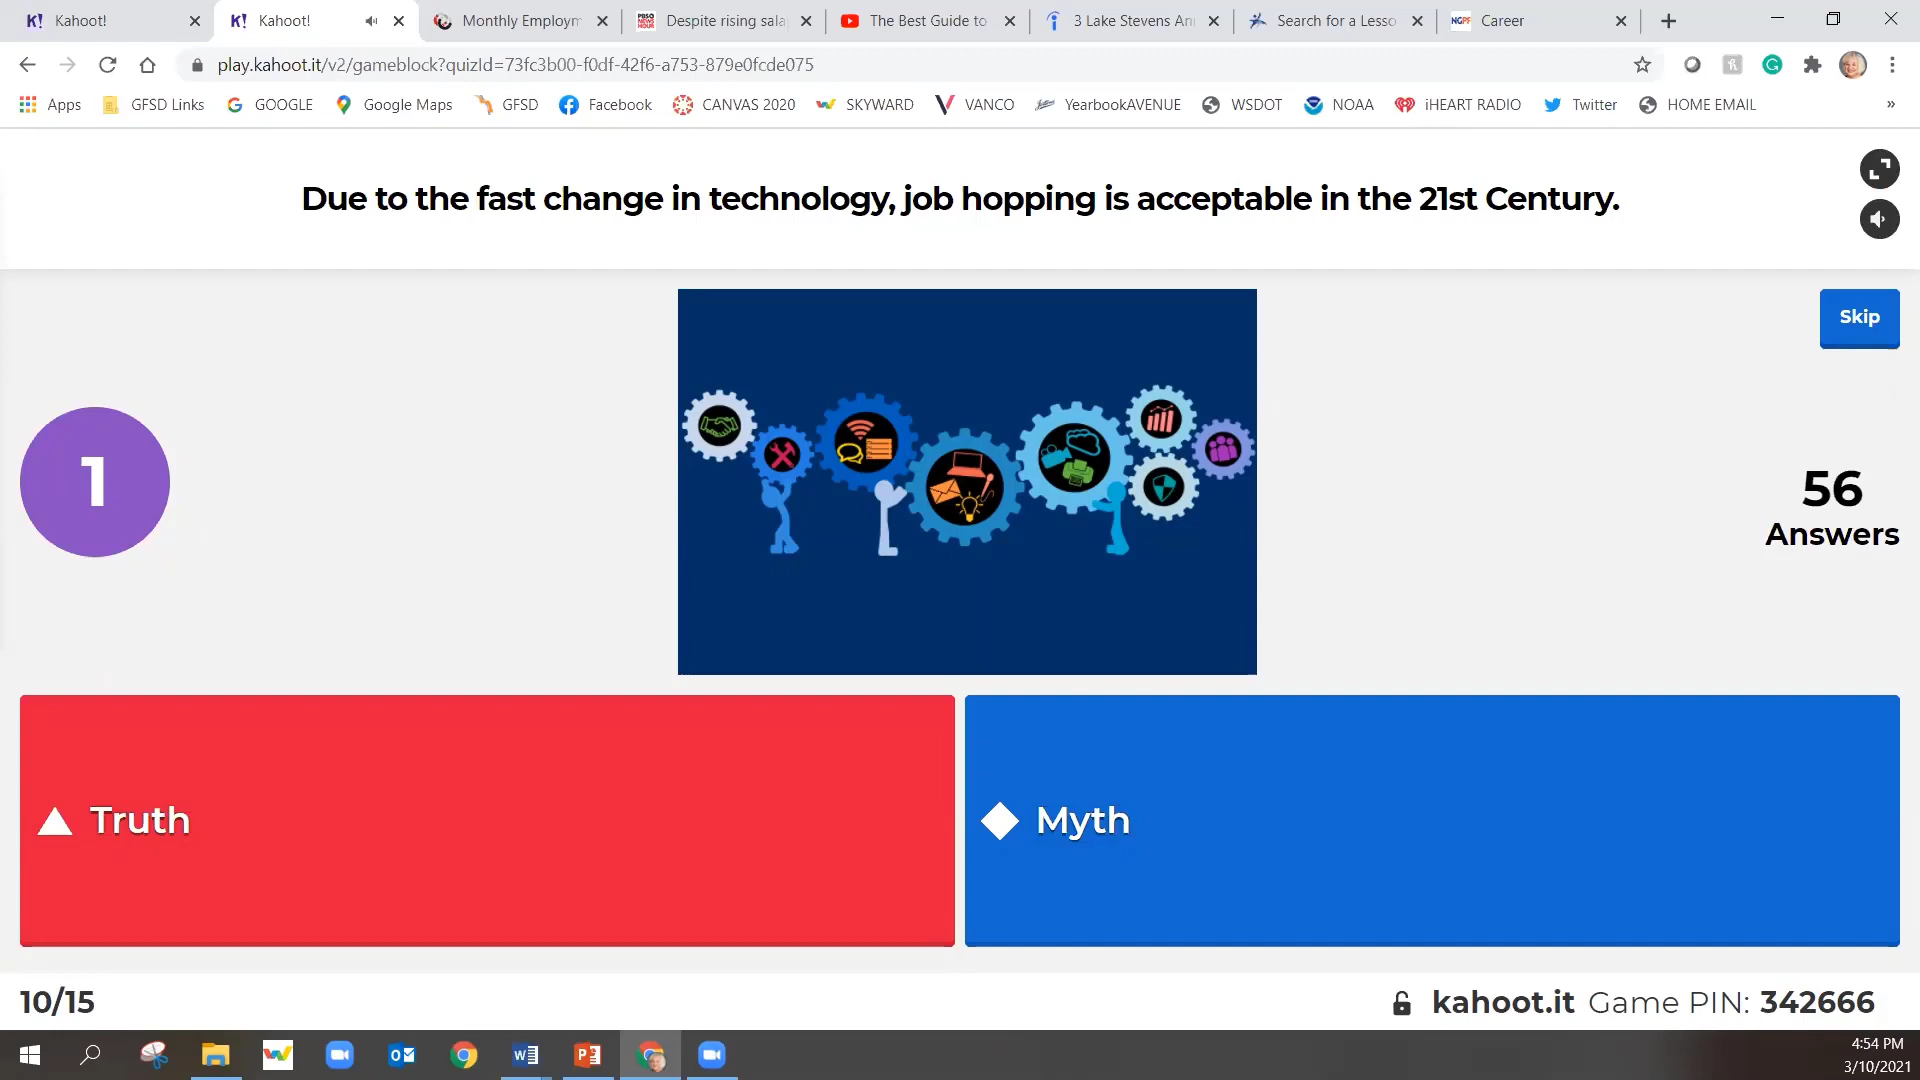 K! Kahoot!
K! Kahoot!
Monthly Employm
Despite rising sala
The Best Guide to
3 Lake Stevens An
Search for a Lesso
NGPF Career
play.kahoot.it/v2/gameblock?quizId=73fc3b00-f0df-42f6-a753-879e0fcde075
Apps GFSD Links GOOGLE Google Maps GFSD Facebook CANVAS 2020 SKYWARD VANCO YearbookAVENUE WSDOT NOAA iHEART RADIO Twitter HOME EMAIL »
Due to the fast change in technology, job hopping is acceptable in the 21st Century.
Skip
1
56
Answers
Truth
Myth
10/15
kahoot.it Game PIN: 342666
4:54 PM
3/10/2021